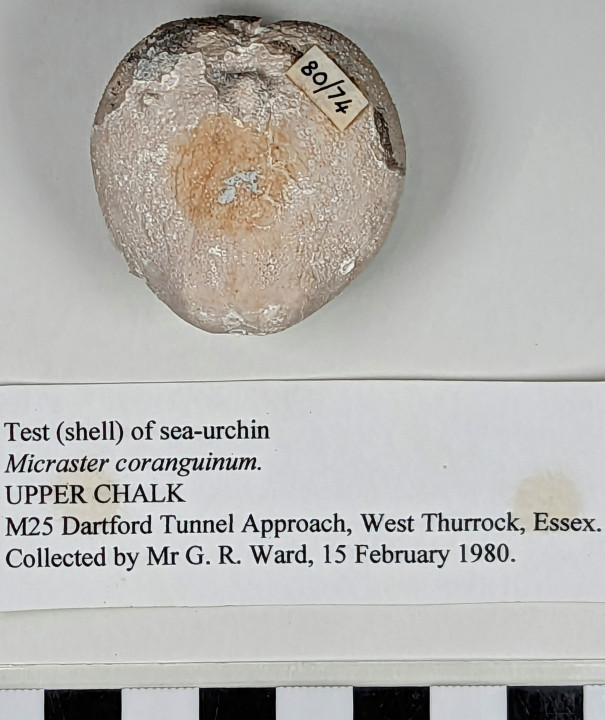 80/74
Test (shell) of sea-urchin
Micraster coranguinum.
UPPER CHALK
M25 Dartford Tunnel Approach, West Thurrock, Essex.
Collected by Mr G. R. Ward, 15 February 1980.